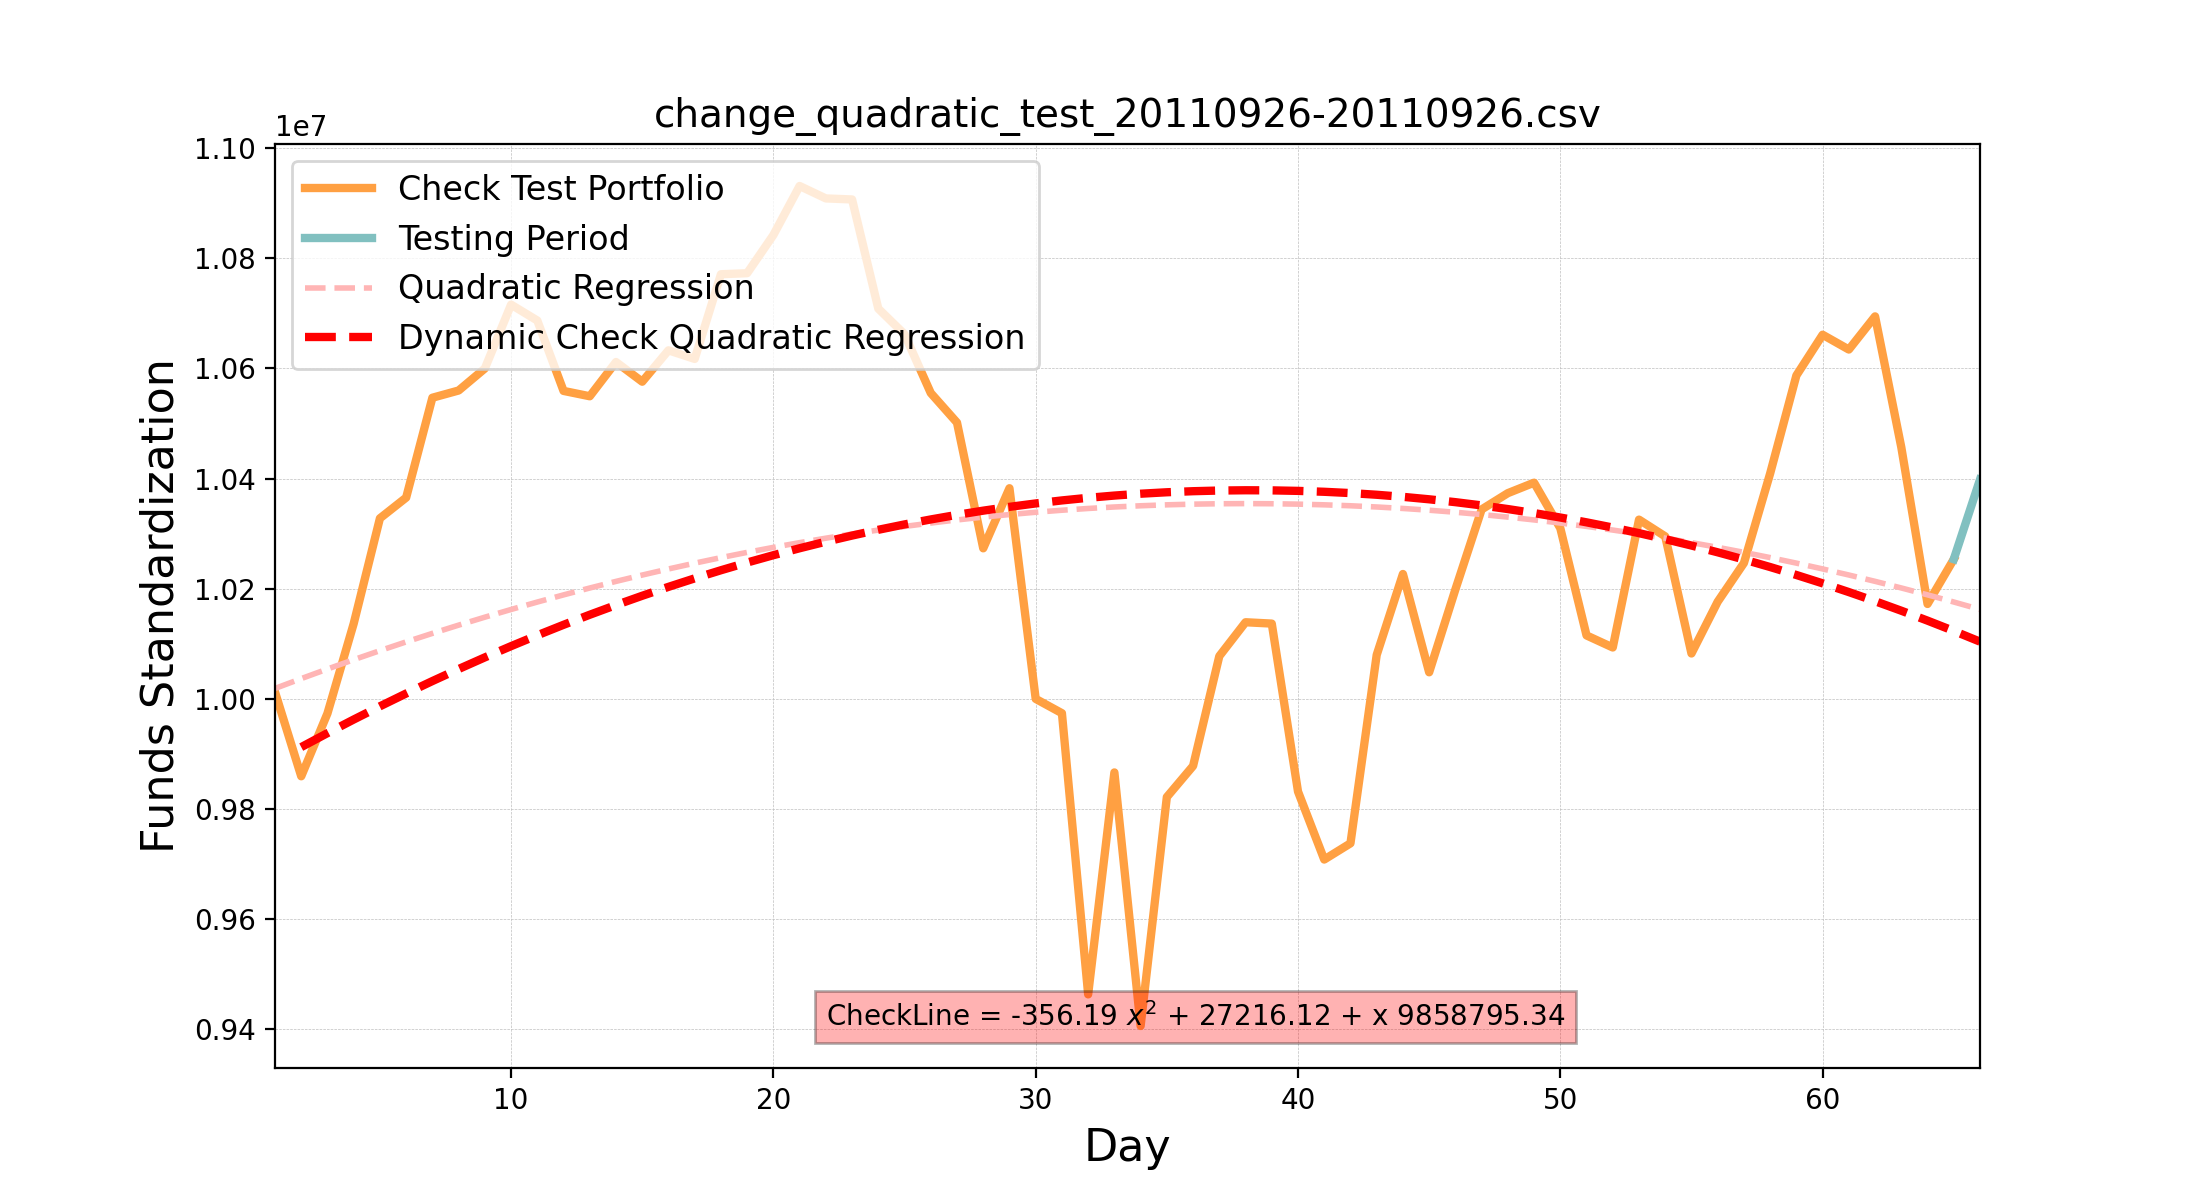 change_quadratic_test_20110926-20110926.csv
1e7
1.10
1.08
1.06
1.04
1.02
1.00
0.98
0.96
0.94
Funds Standardization
Check Test Portfolio
Testing Period
Quadratic Regression
Dynamic Check Quadratic Regression
CheckLine = -356.19 x² + 27216.12 + x 9858795.34
10 20 30 40 50 60
Day